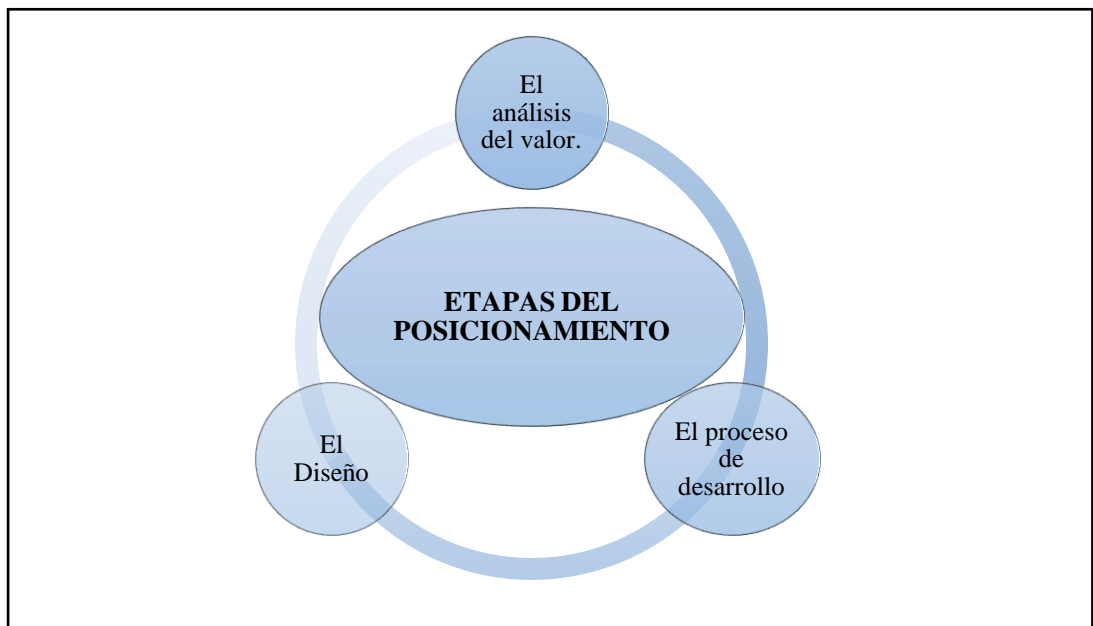 El
análisis
del valor.
ETAPAS DEL
POSICIONAMIENTO
El
Diseño
El proceso
de
desarrollo